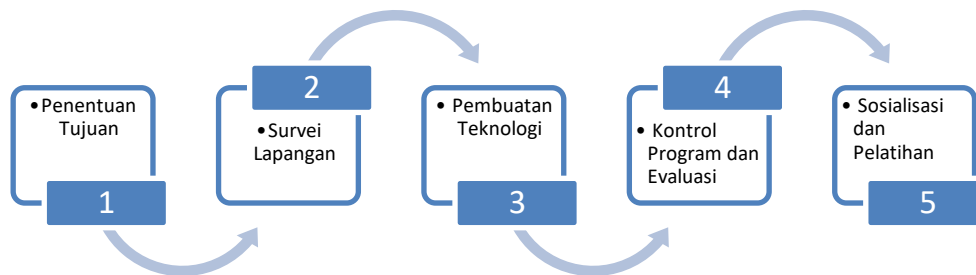 •Penentuan
Tujuan
1
2
•Survei
Lapangan
• Pembuatan
Teknologi
3
4
• Kontrol
Program dan
Evaluasi
• Sosialisasi
dan
Pelatihan
5